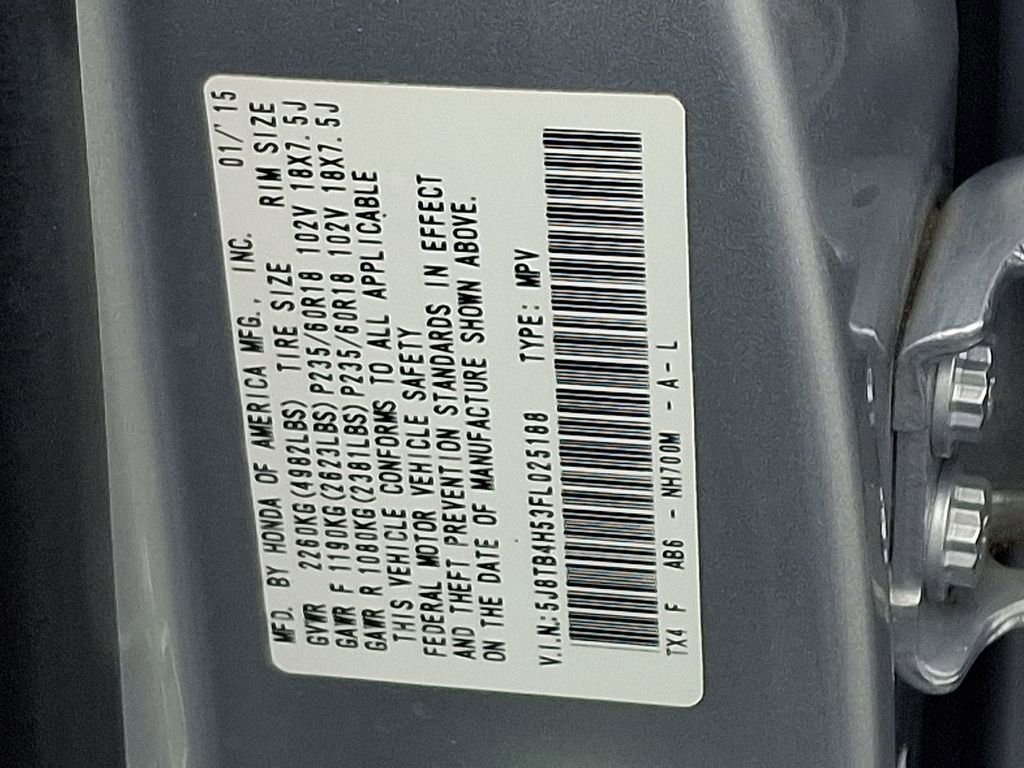 MFD. BY HONDA OF AMERICA MFG., INC. 01/'15
GVWR 2260KG(4982LBS) TIRE SIZE RIM SIZE
GAWR F 1190KG(2623LBS) P235/60R18 102V 18X7.5J
GAWR R 1080KG(2381LBS) P235/60R18 102V 18X7.5J
THIS VEHICLE CONFORMS TO ALL APPLICABLE
FEDERAL MOTOR VEHICLE SAFETY
AND THEFT PREVENTION STANDARDS IN EFFECT
ON THE DATE OF MANUFACTURE SHOWN ABOVE.
V.I.N.:5J8TB4H53FL025188 TYPE: MPV
TX4 F AB6 - NH700M - A - L